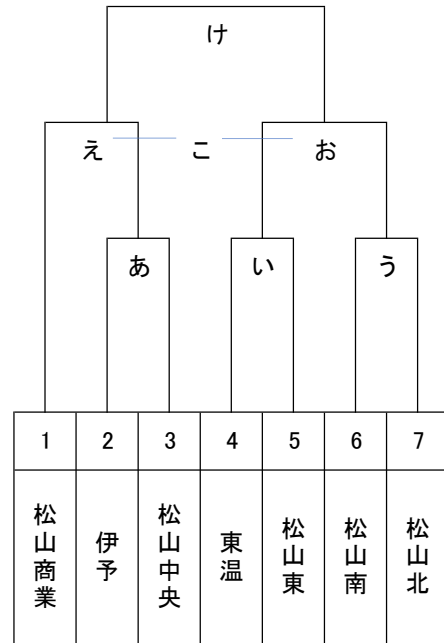 け
え こ お
あ い う
1 2 3 4 5 6 7
松山商業 伊予 松山中央 東温 松山東 松山南 松山北